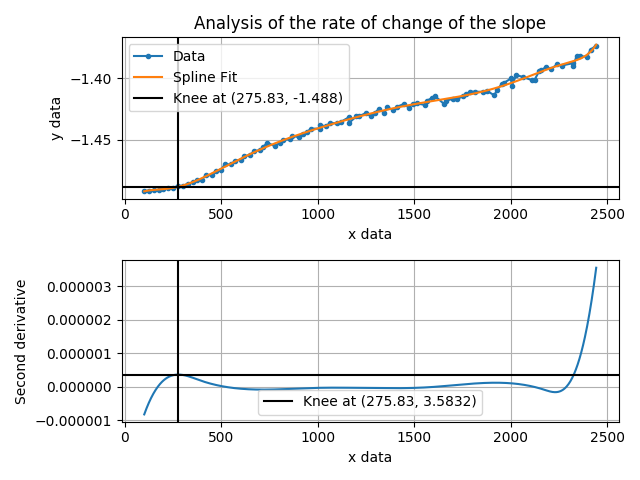 Analysis of the rate of change of the slope
Data
Spline Fit
Knee at (275.83, -1.488)
y data
−1.40
−1.45
0 500 1000 1500 2000 2500
x data
Second derivative
0.000003
0.000002
0.000001
0.000000
−0.000001
Knee at (275.83, 3.5832)
0 500 1000 1500 2000 2500
x data